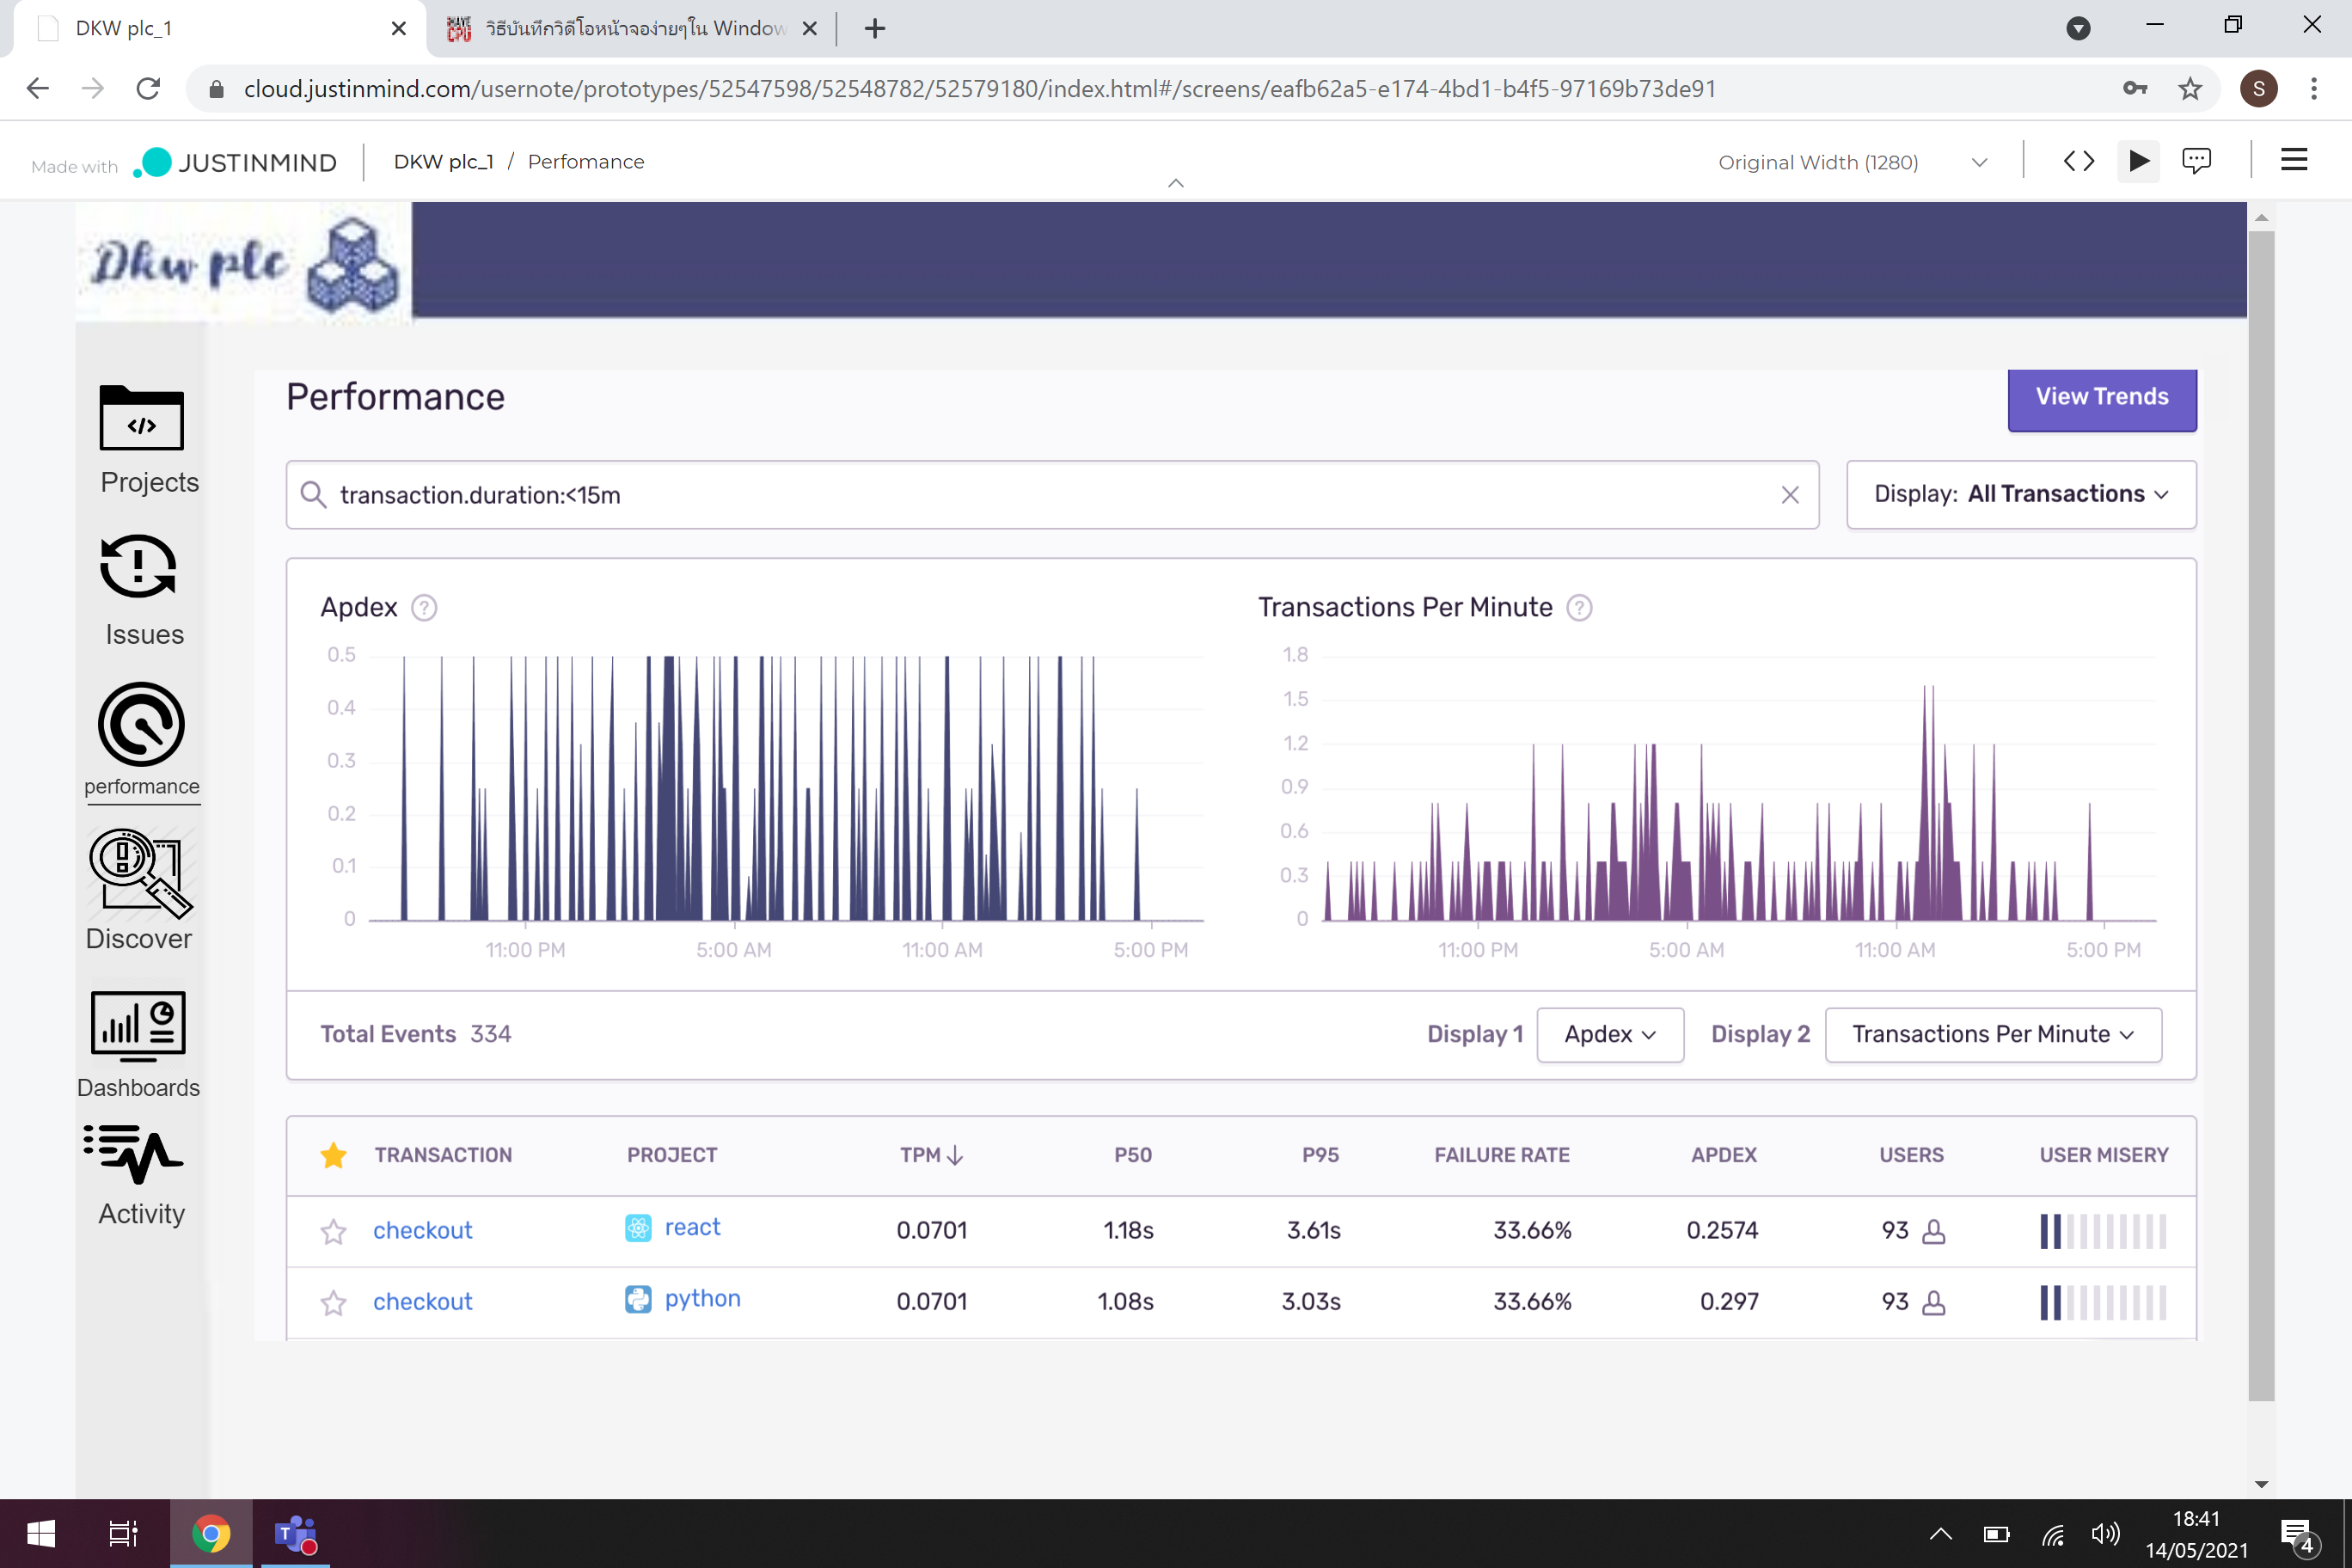 DKW plc_1
วิธีบันทึกวิดีโอหน้าจอง่ายๆใน Window
cloud.justinmind.com/usernote/prototypes/52547598/52548782/52579180/index.html#/screens/eafb62a5-e174-4bd1-b4f5-97169b73de91
S
Made with JUSTINMIND
DKW plc_1 / Perfomance
Original Width (1280)
Dkw plc
Projects
Issues
performance
Discover
Dashboards
Activity
Performance
View Trends
transaction.duration:<15m
Display: All Transactions
Apdex ?
0.5
0.4
0.3
0.2
0.1
0
11:00 PM 5:00 AM 11:00 AM 5:00 PM
Transactions Per Minute ?
1.8
1.5
1.2
0.9
0.6
0.3
0
11:00 PM 5:00 AM 11:00 AM 5:00 PM
Total Events 334
Display 1 Apdex Display 2 Transactions Per Minute
TRANSACTION PROJECT TPM P50 P95 FAILURE RATE APDEX USERS USER MISERY
checkout react 0.0701 1.18s 3.61s 33.66% 0.2574 93
checkout python 0.0701 1.08s 3.03s 33.66% 0.297 93
18:41
14/05/2021
4